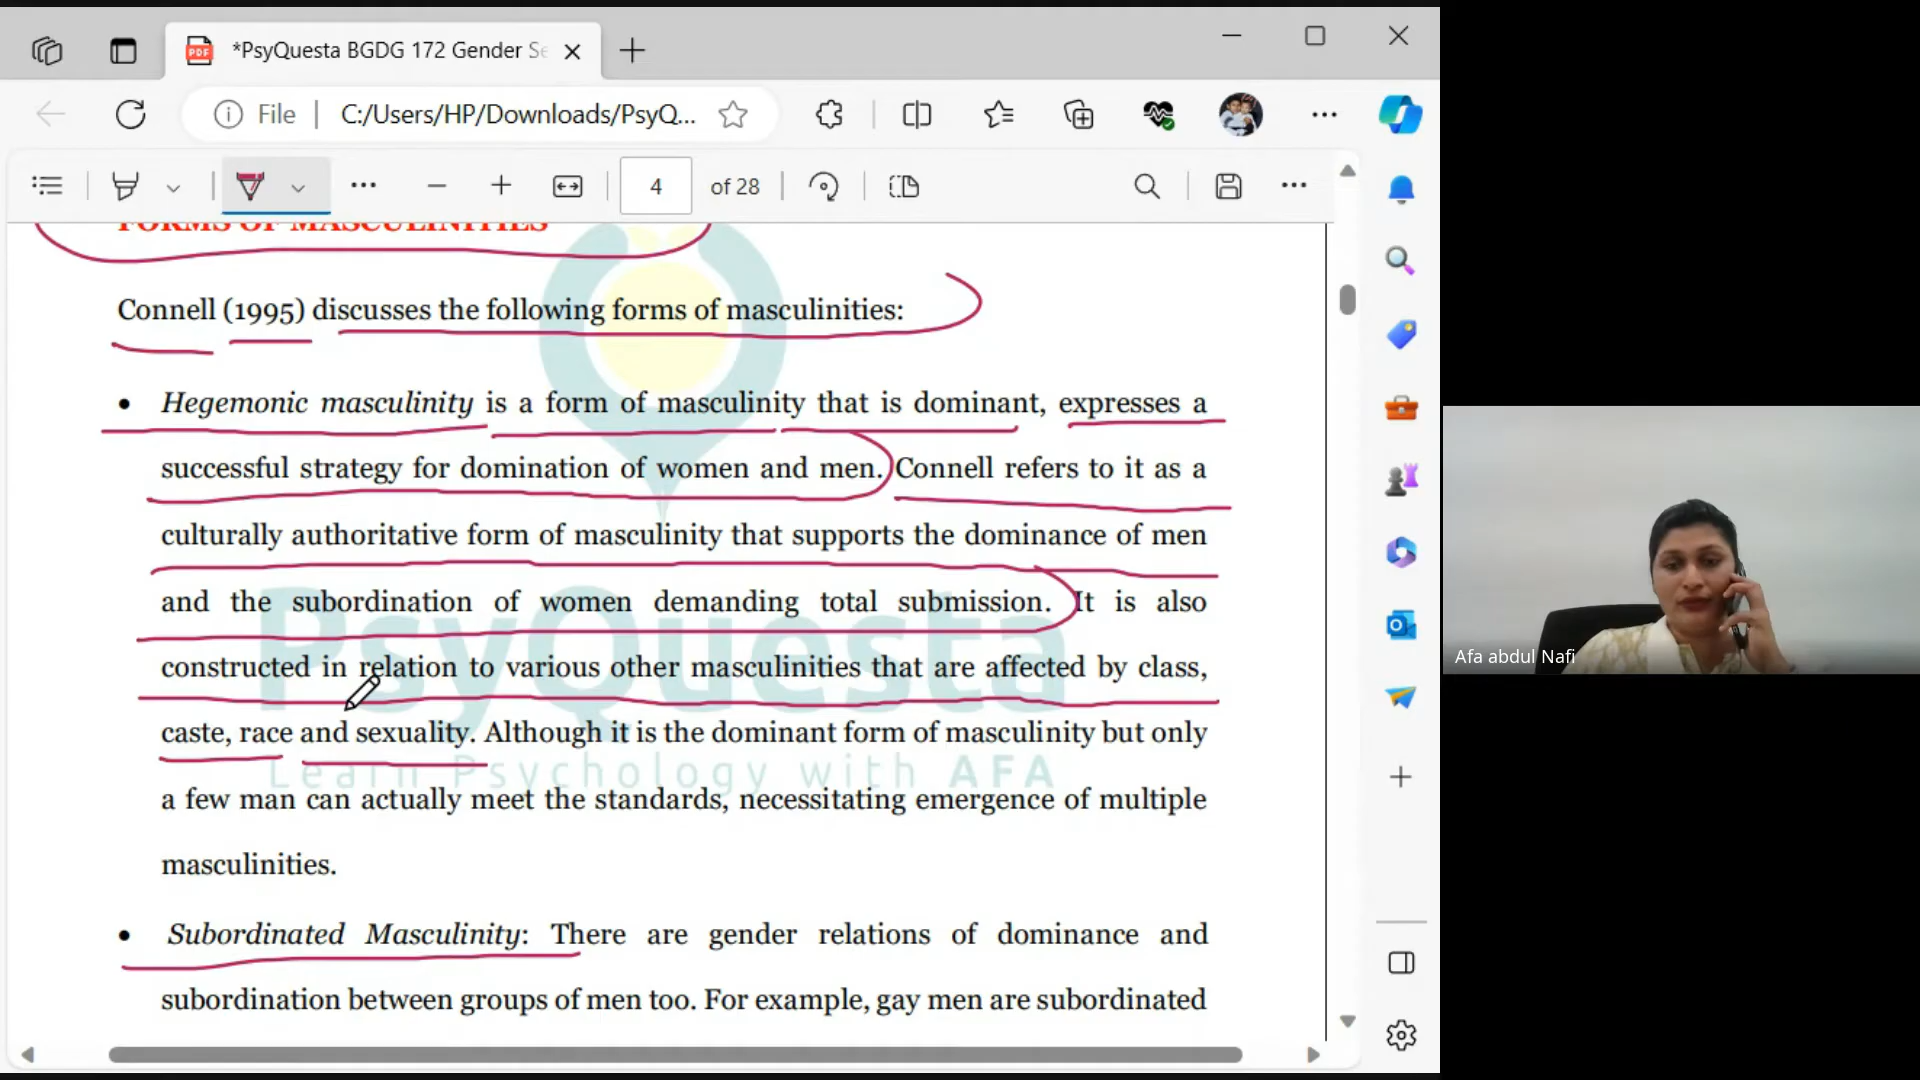 *PsyQuesta BGDG 172 Gender Se
File
C:/Users/HP/Downloads/PsyQ...
4 of 28
FORMS OF MASCULINITIES
Connell (1995) discusses the following forms of masculinities:
• Hegemonic masculinity is a form of masculinity that is dominant, expresses a
successful strategy for domination of women and men. Connell refers to it as a
culturally authoritative form of masculinity that supports the dominance of men
and the subordination of women demanding total submission. It is also
constructed in relation to various other masculinities that are affected by class,
caste, race and sexuality. Although it is the dominant form of masculinity but only
a few man can actually meet the standards, necessitating emergence of multiple
masculinities.
• Subordinated Masculinity: There are gender relations of dominance and
subordination between groups of men too. For example, gay men are subordinated
PsyQuesta
Learn Psychology with AFA
Afa abdul Nafi